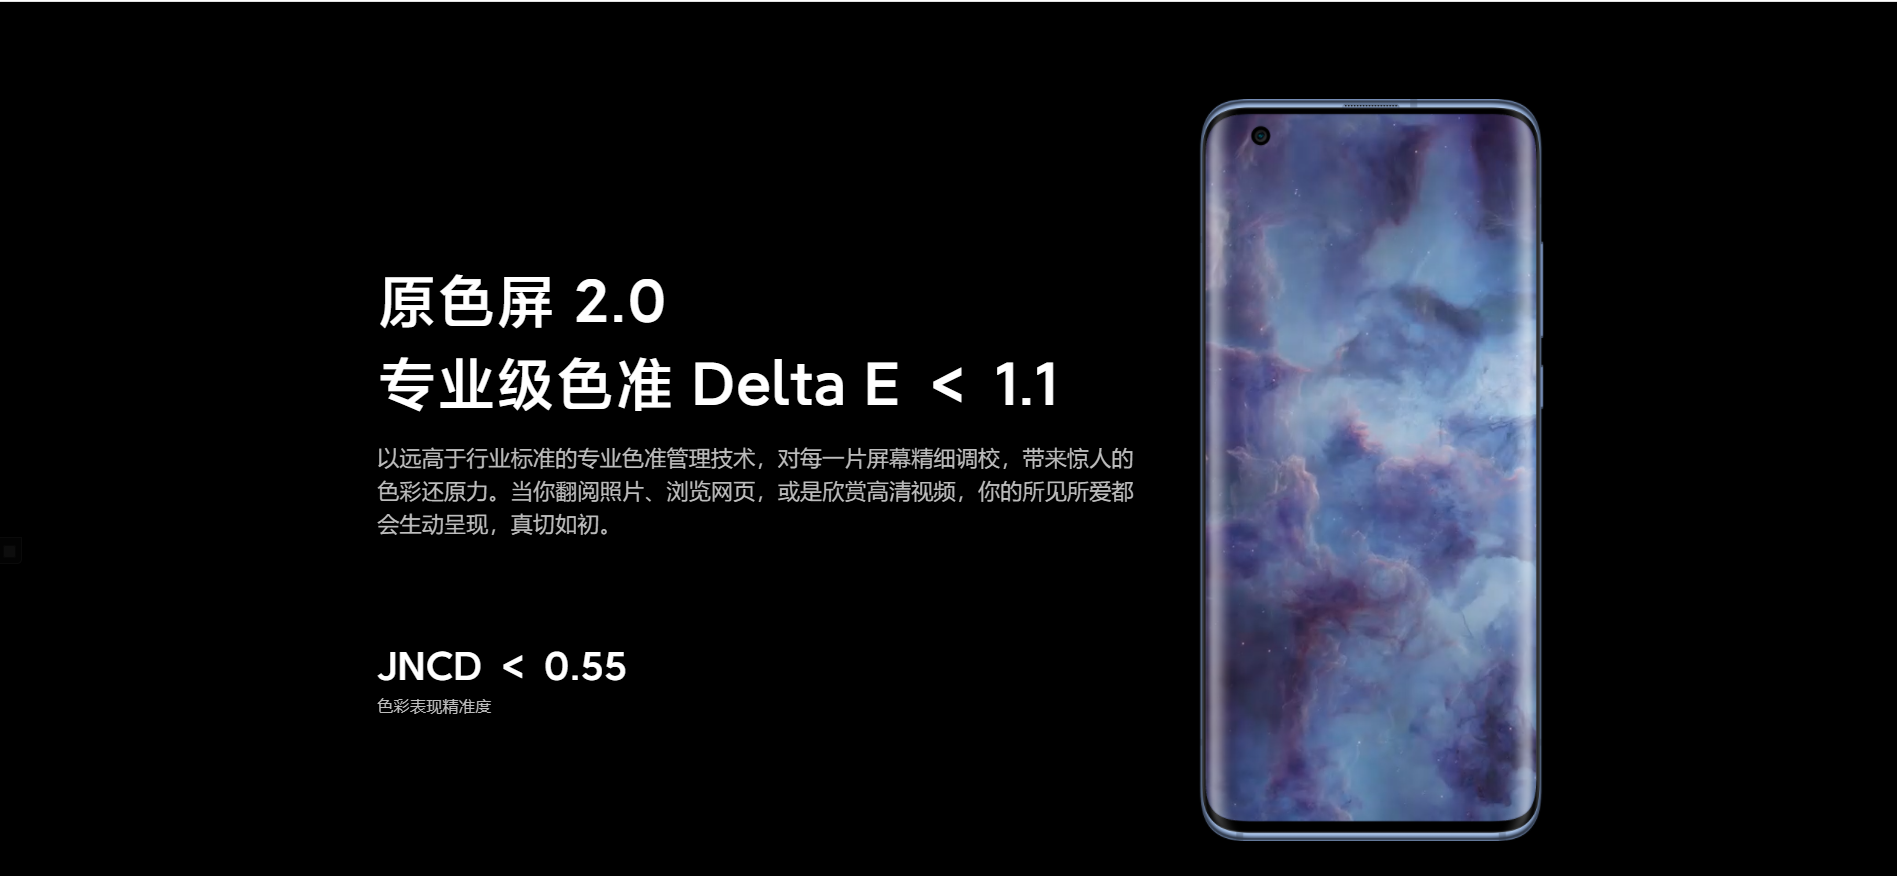 原色屏 2.0
专业级色准 Delta E < 1.1
以远高于行业标准的专业色准管理技术，对每一片屏幕精细调校，带来惊人的
色彩还原力。当你翻阅照片、浏览网页，或是欣赏高清视频，你的所见所爱都
会生动呈现，真切如初。
JNCD < 0.55
色彩表现精准度